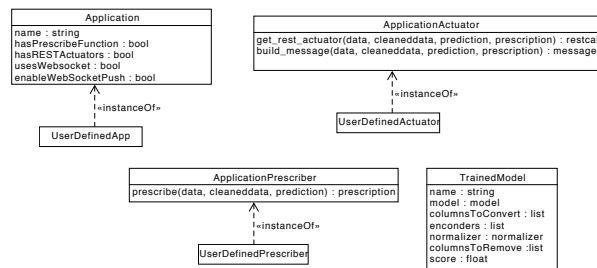 Application
name : string
hasPrescribeFunction : bool
hasRESTActuators : bool
usesWebsocket : bool
enableWebSocketPush : bool
«instanceOf»
UserDefinedApp
ApplicationActuator
get_rest_actuator(data, cleaneddata, prediction, prescription) : restcall
build_message(data, cleaneddata, prediction, prescription) : message
«instanceOf»
UserDefinedActuator
ApplicationPrescriber
prescribe(data, cleaneddata, prediction) : prescription
«instanceOf»
UserDefinedPrescriber
TrainedModel
name : string
model : model
columnsToConvert : list
enconders : list
normalizer : normalizer
columnsToRemove :list
score : float